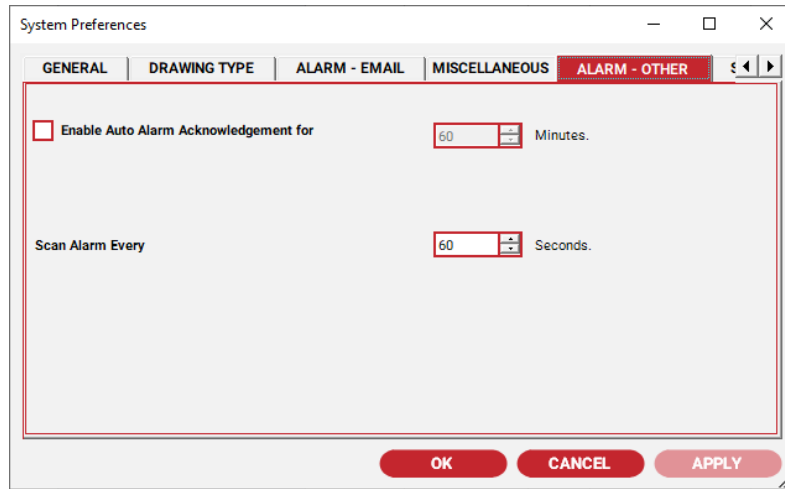 System Preferences
GENERAL DRAWING TYPE ALARM - EMAIL MISCELLANEOUS ALARM - OTHER
Enable Auto Alarm Acknowledgement for 60 Minutes.
Scan Alarm Every 60 Seconds.
OK CANCEL APPLY